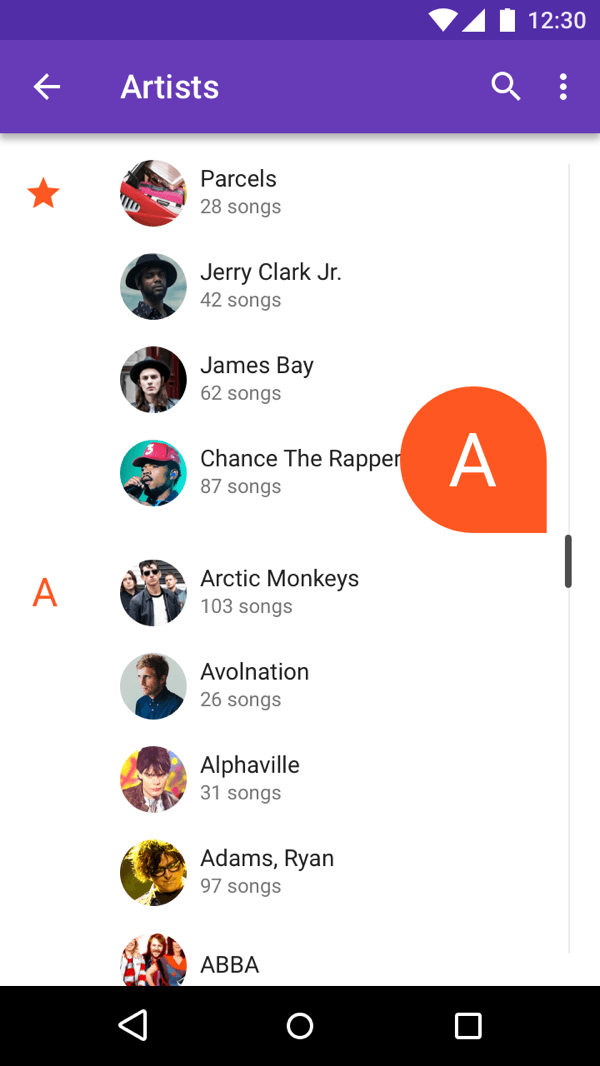 12:30
Artists
Parcels
28 songs
Jerry Clark Jr.
42 songs
James Bay
62 songs
3
Chance The Rapper
87 songs
A
A
Arctic Monkeys
103 songs
Avolnation
26 songs
Alphaville
31 songs
Adams, Ryan
97 songs
ABBA